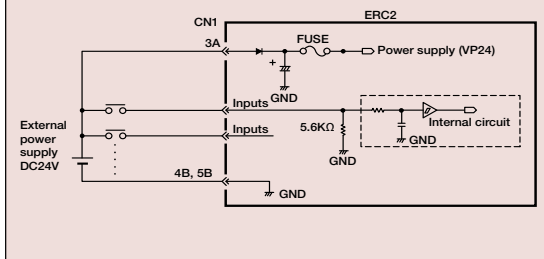 ERC2
CN1
3A
FUSE
Power supply (VP24)
+
GND
Inputs
Inputs
5.6KΩ
GND
GND
Internal circuit
External
power
supply
DC24V
4B, 5B
GND